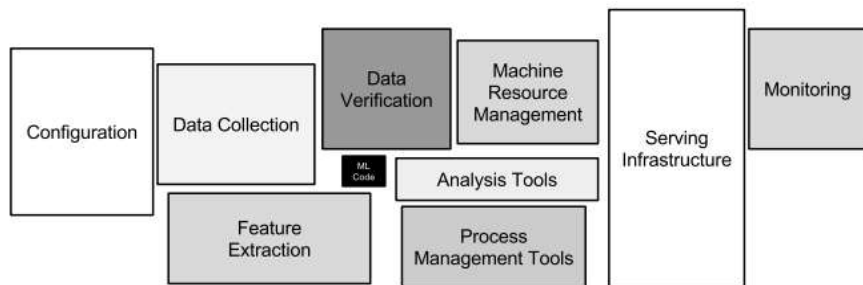 Configuration
Data Collection
Data
Verification
Machine
Resource
Management
Monitoring
Serving
Infrastructure
ML
Code
Analysis Tools
Feature
Extraction
Process
Management Tools